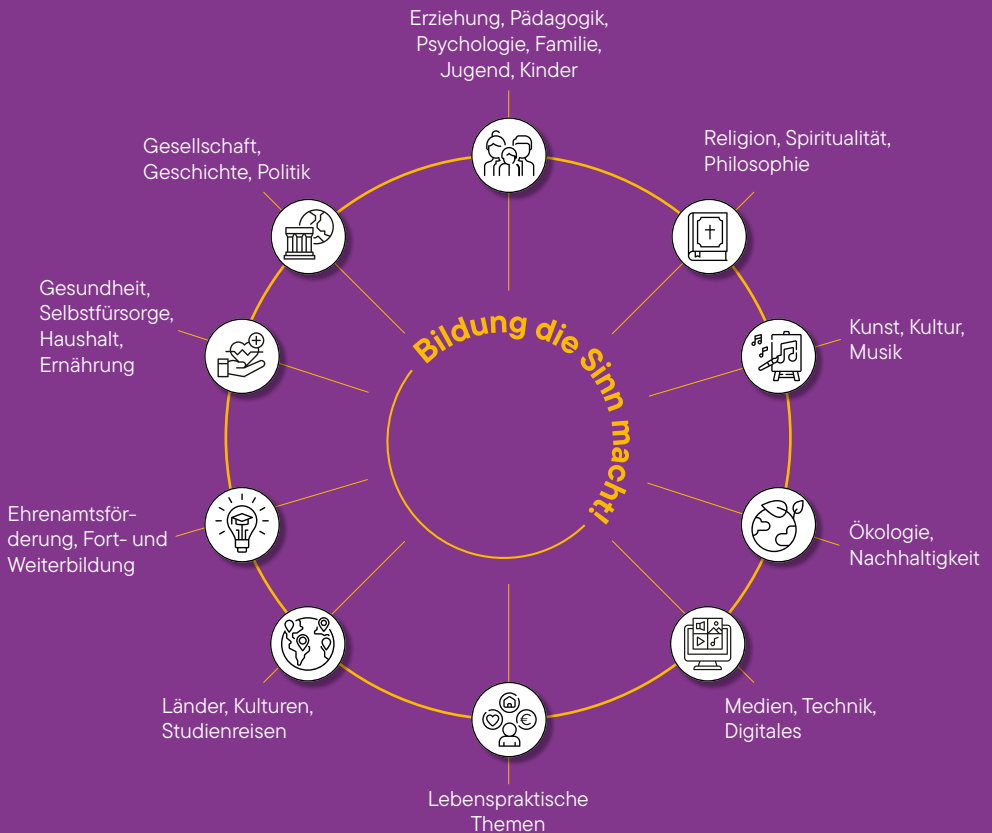 Erziehung, Pädagogik,
Psychologie, Familie,
Jugend, Kinder
Religion, Spiritualität,
Philosophie
Kunst, Kultur,
Musik
Ökologie,
Nachhaltigkeit
Medien, Technik,
Digitales
Lebenspraktische
Themen
Länder, Kulturen,
Studienreisen
Ehrenamtsför-
derung, Fort- und
Weiterbildung
Gesundheit,
Selbstfürsorge,
Haushalt,
Ernährung
Gesellschaft,
Geschichte, Politik
Bildung die Sinn macht!